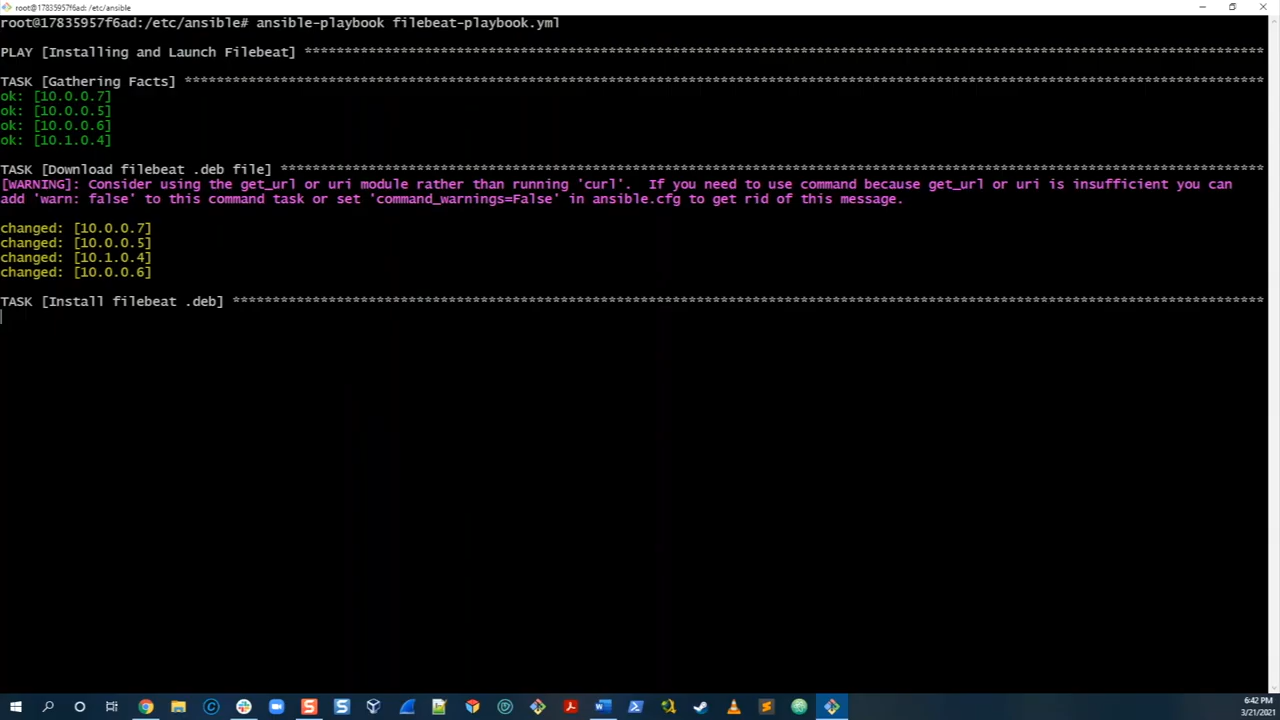 root@17835957f6ad: /etc/ansible
root@17835957f6ad:/etc/ansible# ansible-playbook filebeat-playbook.yml
PLAY [Installing and Launch Filebeat] ************************************************************************************************************************
TASK [Gathering Facts] ***************************************************************************************************************************************
ok: [10.0.0.7]
ok: [10.0.0.5]
ok: [10.0.0.6]
ok: [10.1.0.4]
TASK [Download filebeat .deb file] ***************************************************************************************************************************
[WARNING]: Consider using the get_url or uri module rather than running 'curl'.  If you need to use command because get_url or uri is insufficient you can
add 'warn: false' to this command task or set 'command_warnings=False' in ansible.cfg to get rid of this message.
changed: [10.0.0.7]
changed: [10.0.0.5]
changed: [10.1.0.4]
changed: [10.0.0.6]
TASK [Install filebeat .deb] *********************************************************************************************************************************
6:42 PM
3/21/2021